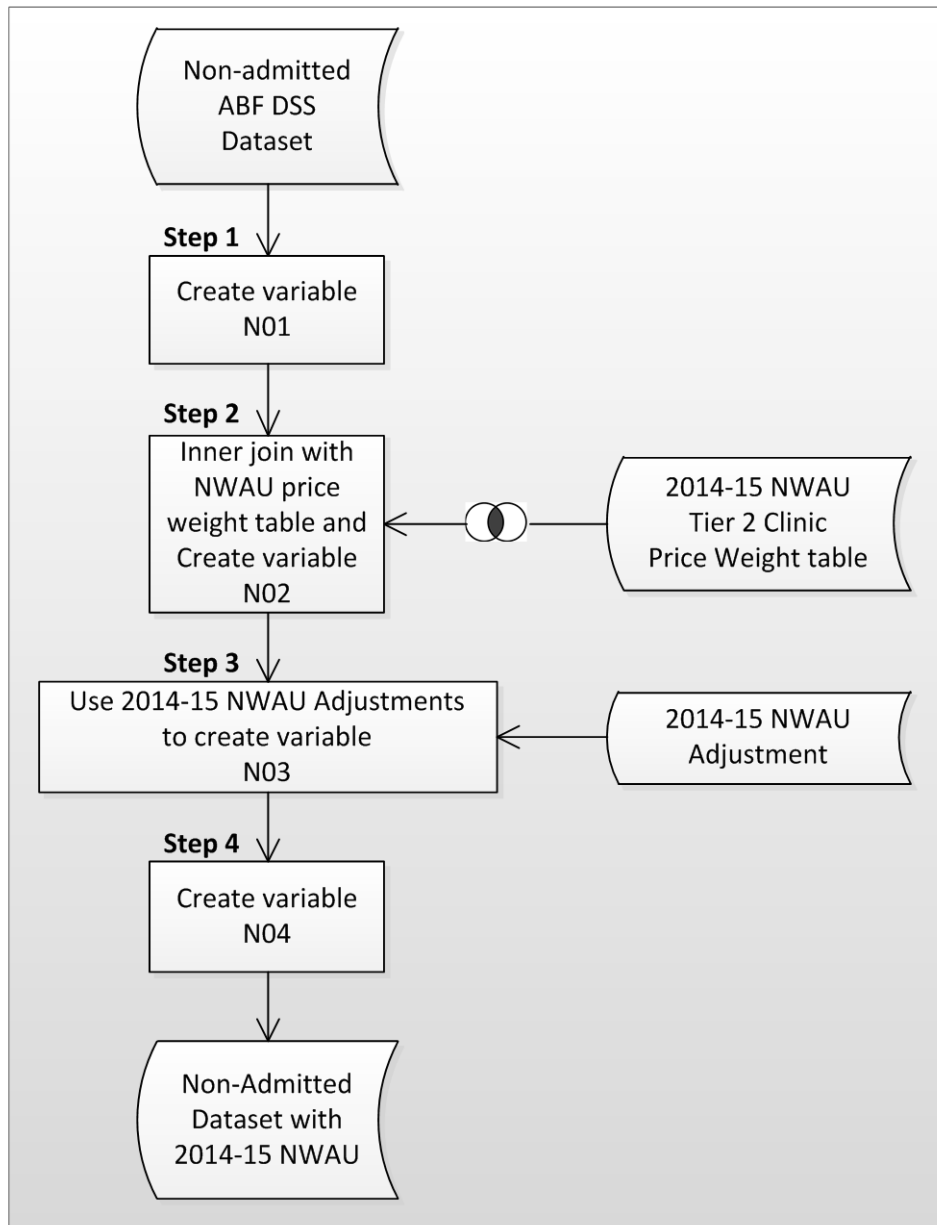 Non-admitted
ABF DSS
Dataset
Step 1
Create variable
N01
Step 2
Inner join with
NWAU price
weight table and
Create variable
N02
2014-15 NWAU
Tier 2 Clinic
Price Weight table
Step 3
Use 2014-15 NWAU Adjustments
to create variable
N03
2014-15 NWAU
Adjustment
Step 4
Create variable
N04
Non-Admitted
Dataset with
2014-15 NWAU